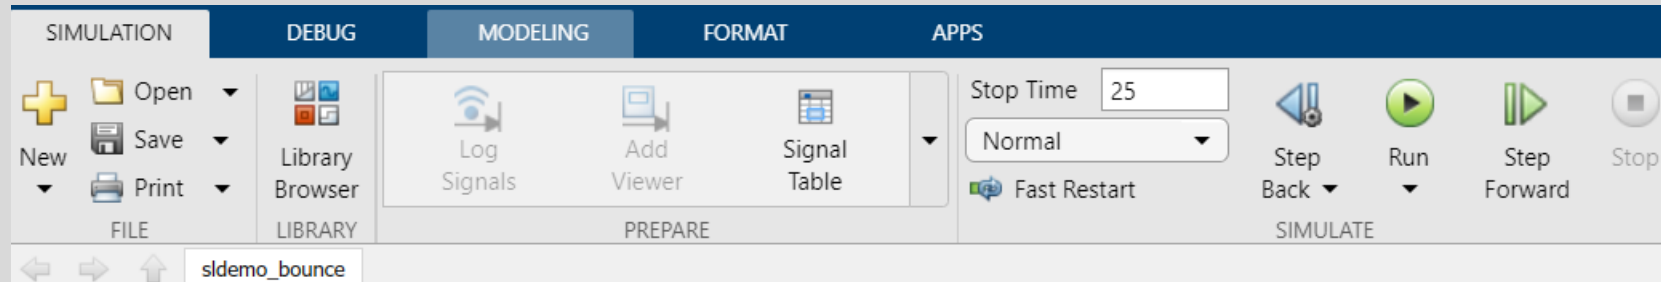 SIMULATION
DEBUG
MODELING
FORMAT
APPS
New
Open
Save
Print
FILE
Library
Browser
LIBRARY
Log
Signals
Add
Viewer
Signal
Table
PREPARE
Stop Time 25
Normal
Fast Restart
Step
Back
Run
Step
Forward
Stop
SIMULATE
sldemo_bounce